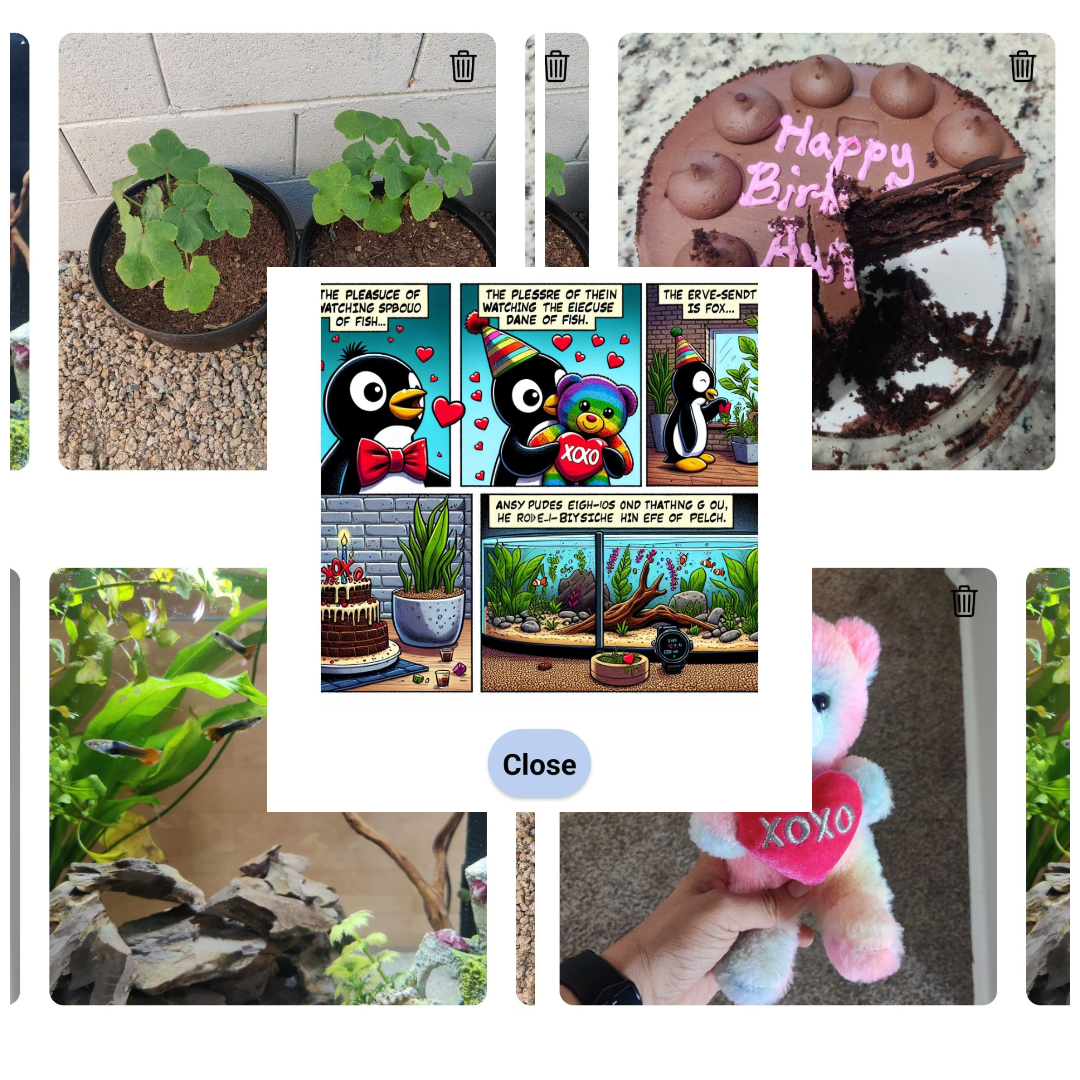 Happy
Birt
Aun
THE PLEASUCE OF
WATCHING SPBOUO
OF FISH...
THE PLESSRE OF THEIN
WATCHING THE EIECUSE
DANE OF FISH.
THE ERVE-SENDT
IS FOX...
XOXO
XOXO
ANSY PUDES EIGH-IOS OND THATHNG G OU,
HE ROIDE-I-BIYSICHE HIN EFE OF PELCH.
Close
XOXO